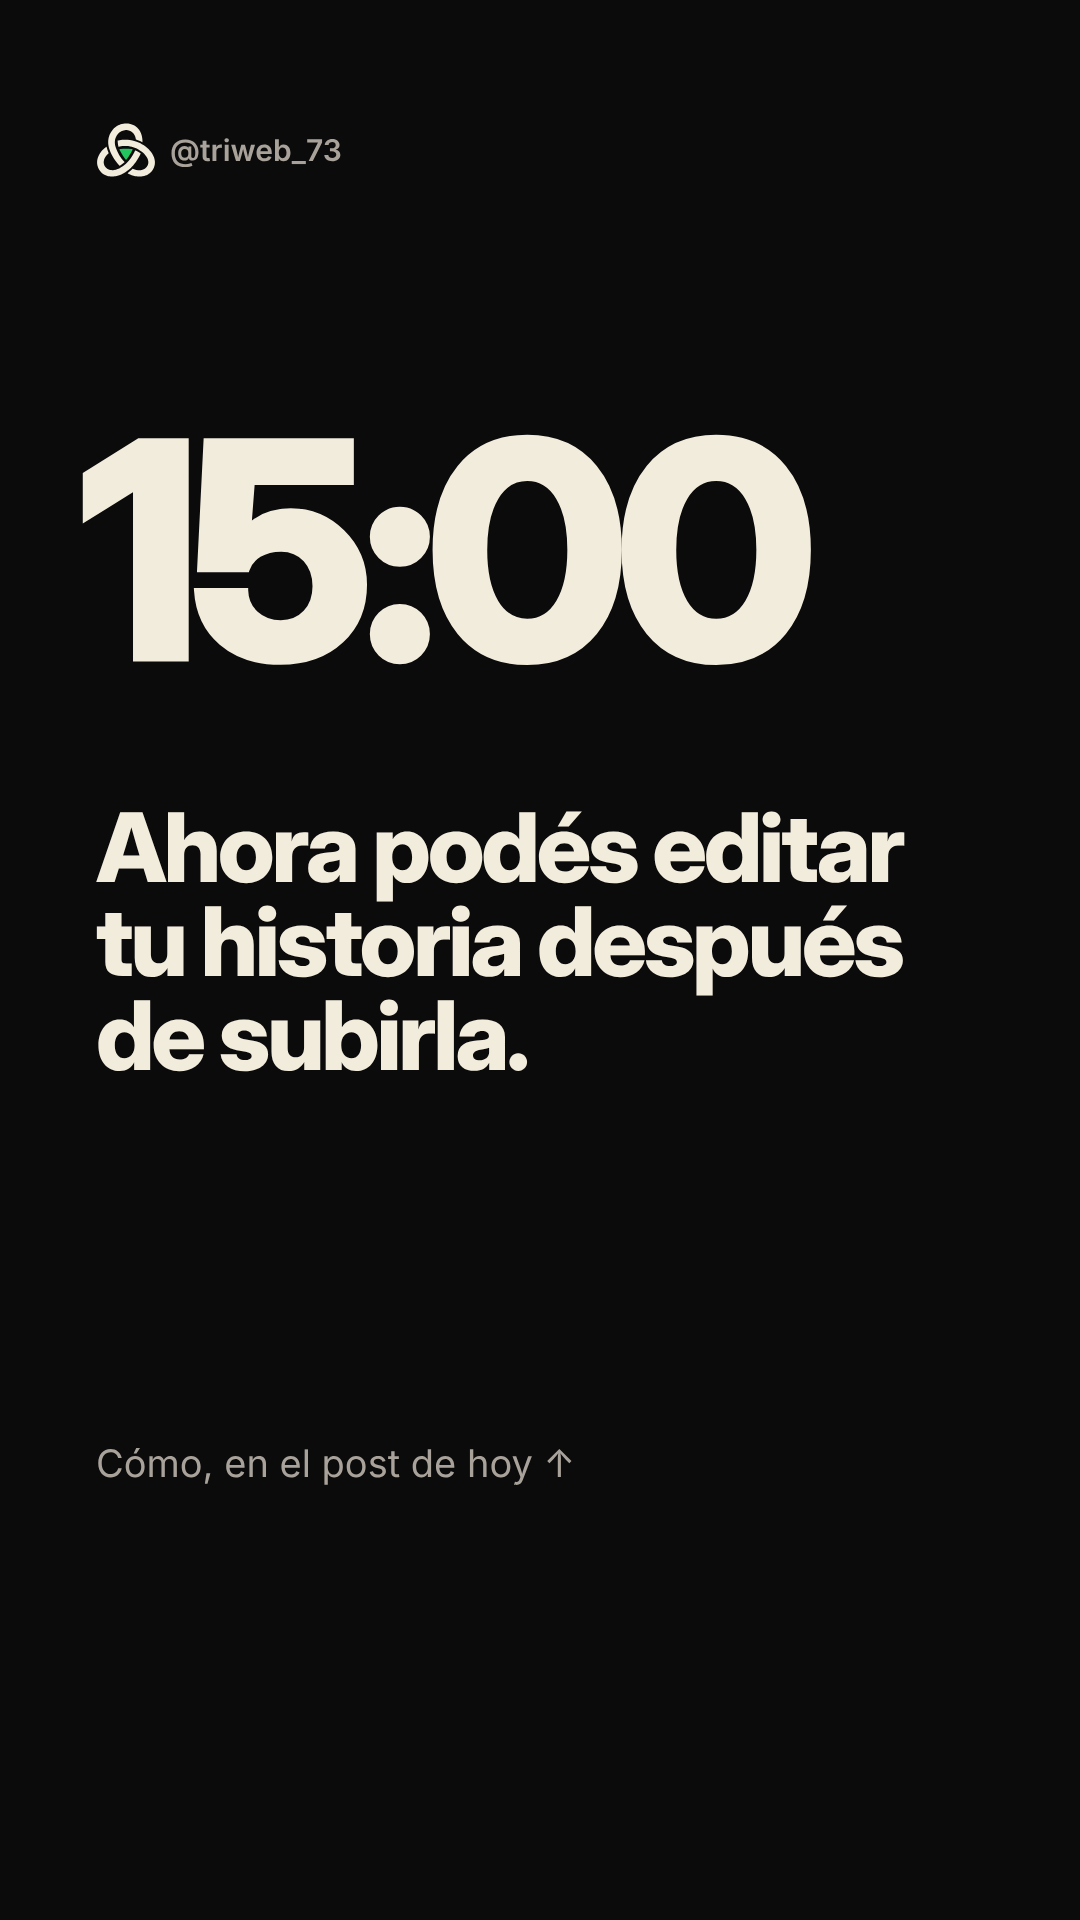 @triweb_73
15:00
Ahora podés editar
tu historia después
de subirla.
Cómo, en el post de hoy ↑